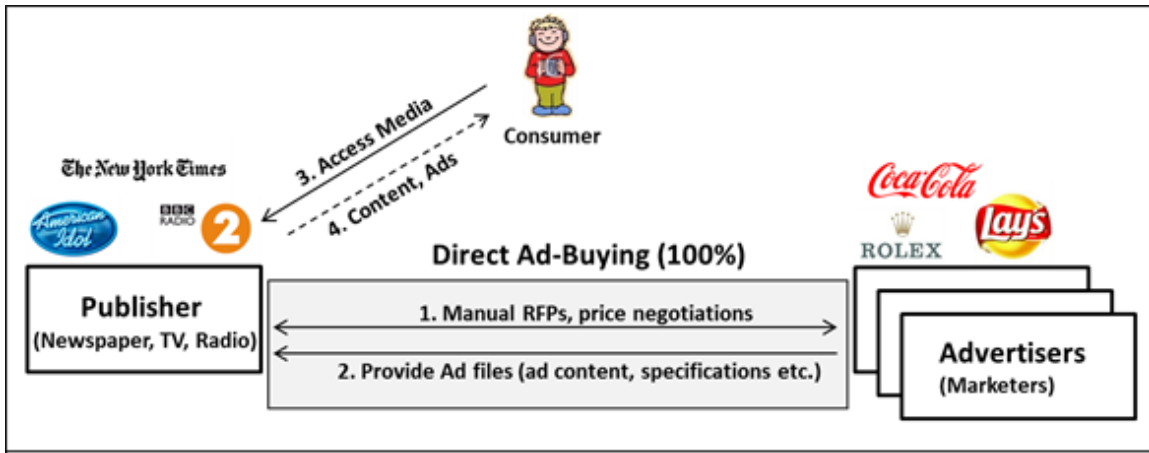 Consumer
3. Access Media
4. Content, Ads
The New York Times
American Idol
BBC
RADIO
2
Coca-Cola
ROLEX
Lay's
Direct Ad-Buying (100%)
Publisher
(Newspaper, TV, Radio)
1. Manual RFPs, price negotiations
2. Provide Ad files (ad content, specifications etc.)
Advertisers
(Marketers)